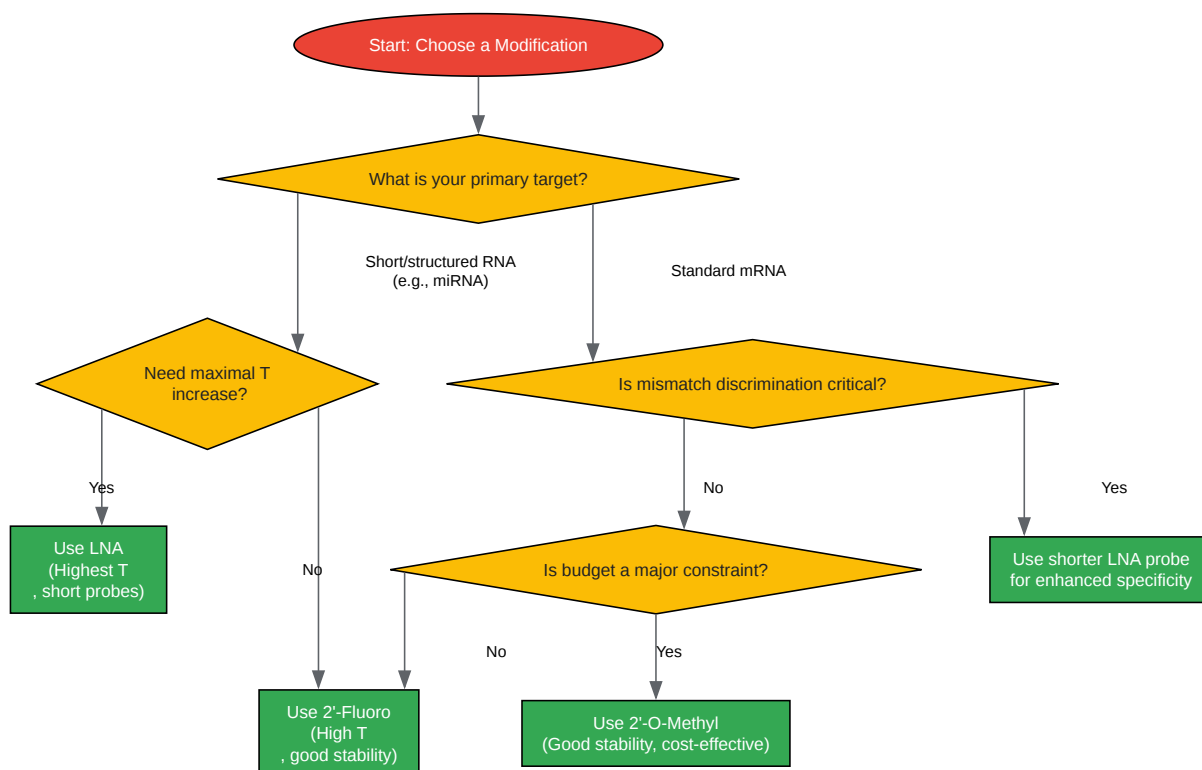 Start: Choose a Modification
What is your primary target?
Short/structured RNA
(e.g., miRNA)
Standard mRNA
Need maximal T
increase?
Is mismatch discrimination critical?
Yes
No
Yes
Use LNA
(Highest T
, short probes)
No
Is budget a major constraint?
Use shorter LNA probe
for enhanced specificity
No
Yes
Use 2'-Fluoro
(High T
, good stability)
Use 2'-O-Methyl
(Good stability, cost-effective)